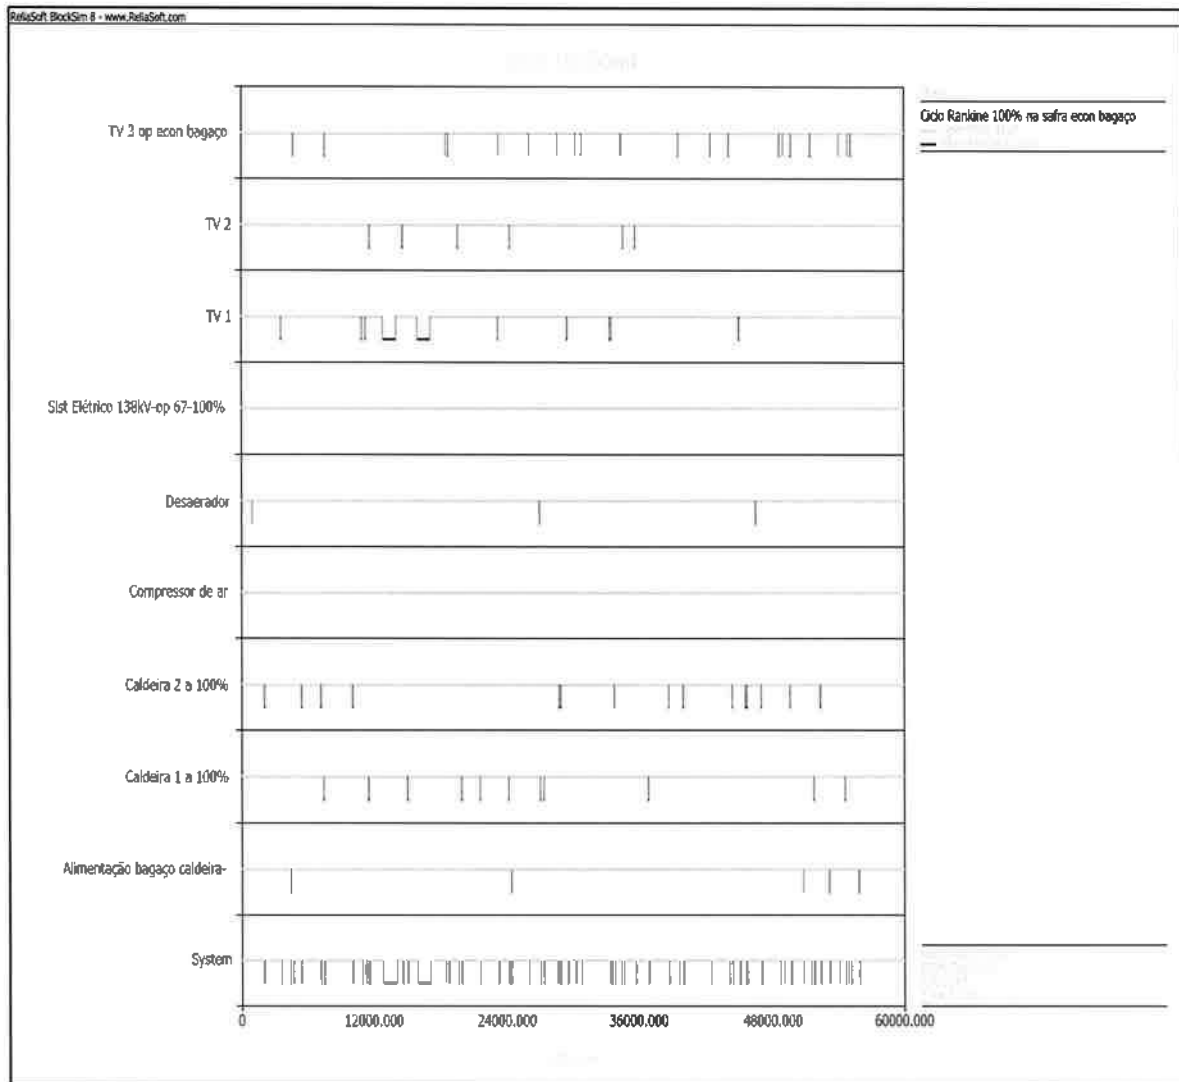 ReliaSoft BlockSim 8 - www.ReliaSoft.com
Ciclo Rankine 100% na safra econ bagaço
TV 3 op econ bagaço
TV 2
TV 1
Sist Elétrico 138kV-op 67-100%
Desaerador
Compressor de ar
Caldeira 2 a 100%
Caldeira 1 a 100%
Alimentação bagaço caldeira-
System
0
12000.000
24000.000
36000.000
48000.000
60000.000